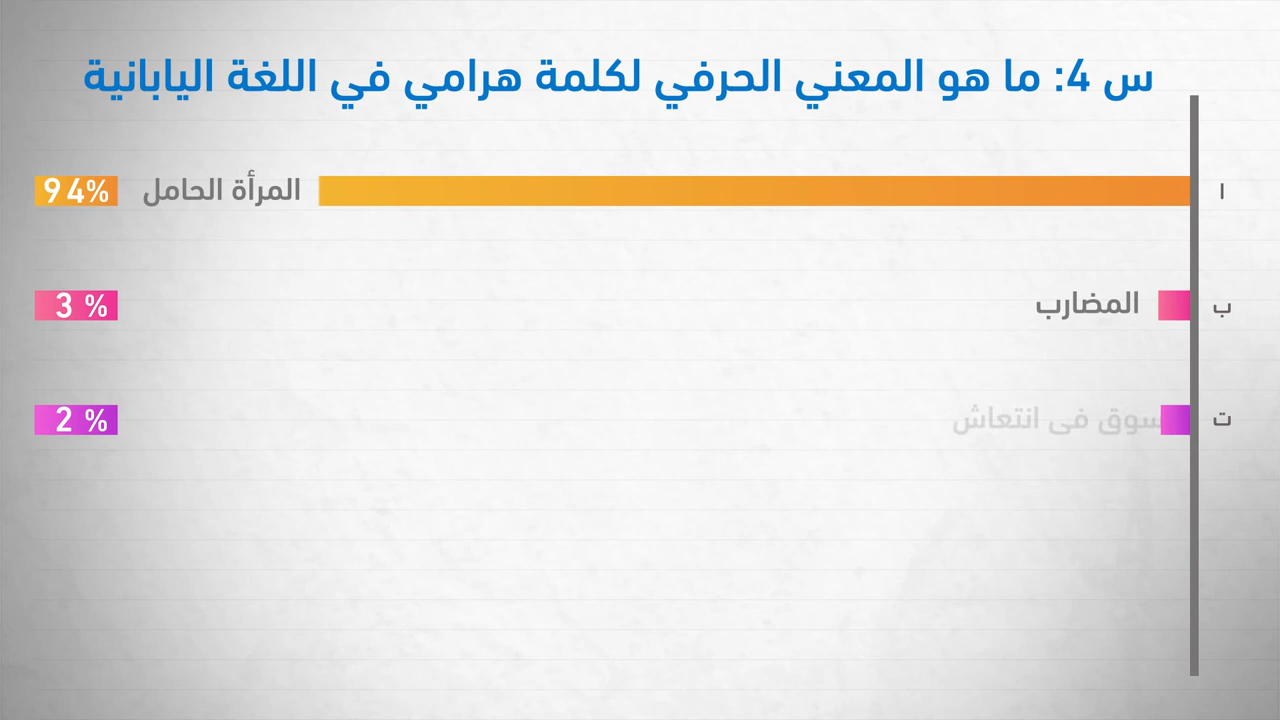 س 4: ما هو المعني الحرفي لكلمة هرامي في اللغة اليابانية
ا المرأة الحامل 94%
ب المضارب 3 %
ت سوق فى انتعاش 2 %